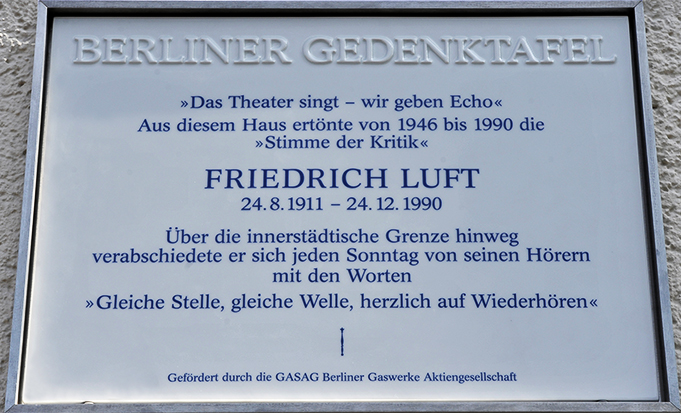 BERLINER GEDENKTAFEL
»Das Theater singt – wir geben Echo«
Aus diesem Haus ertönte von 1946 bis 1990 die
»Stimme der Kritik«
FRIEDRICH LUFT
24. 8. 1911 – 24. 12. 1990
Über die innerstädtische Grenze hinweg
verabschiedete er sich jeden Sonntag von seinen Hörern
mit den Worten
»Gleiche Stelle, gleiche Welle, herzlich auf Wiederhören«
Gefördert durch die GASAG Berliner Gaswerke Aktiengesellschaft